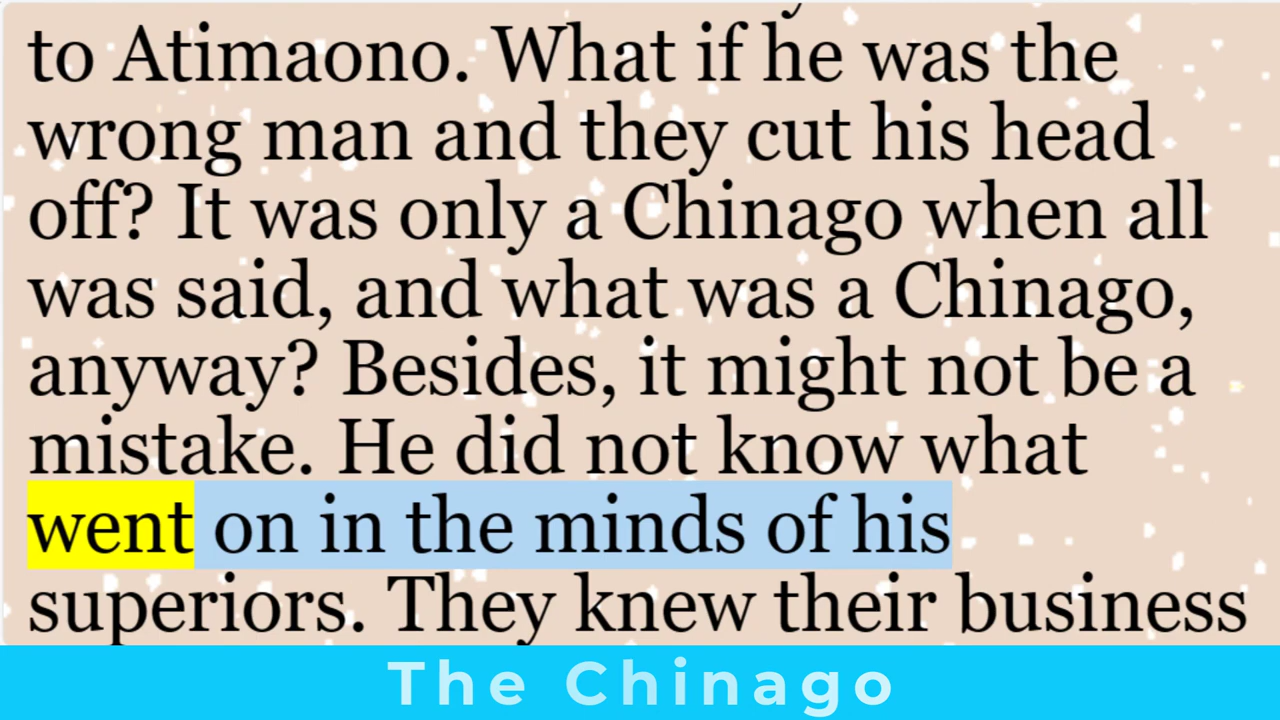 to Atimaono. What if he was the
wrong man and they cut his head
off? It was only a Chinago when all
was said, and what was a Chinago,
anyway? Besides, it might not be a
mistake. He did not know what
went on in the minds of his
superiors. They knew their business
The Chinago